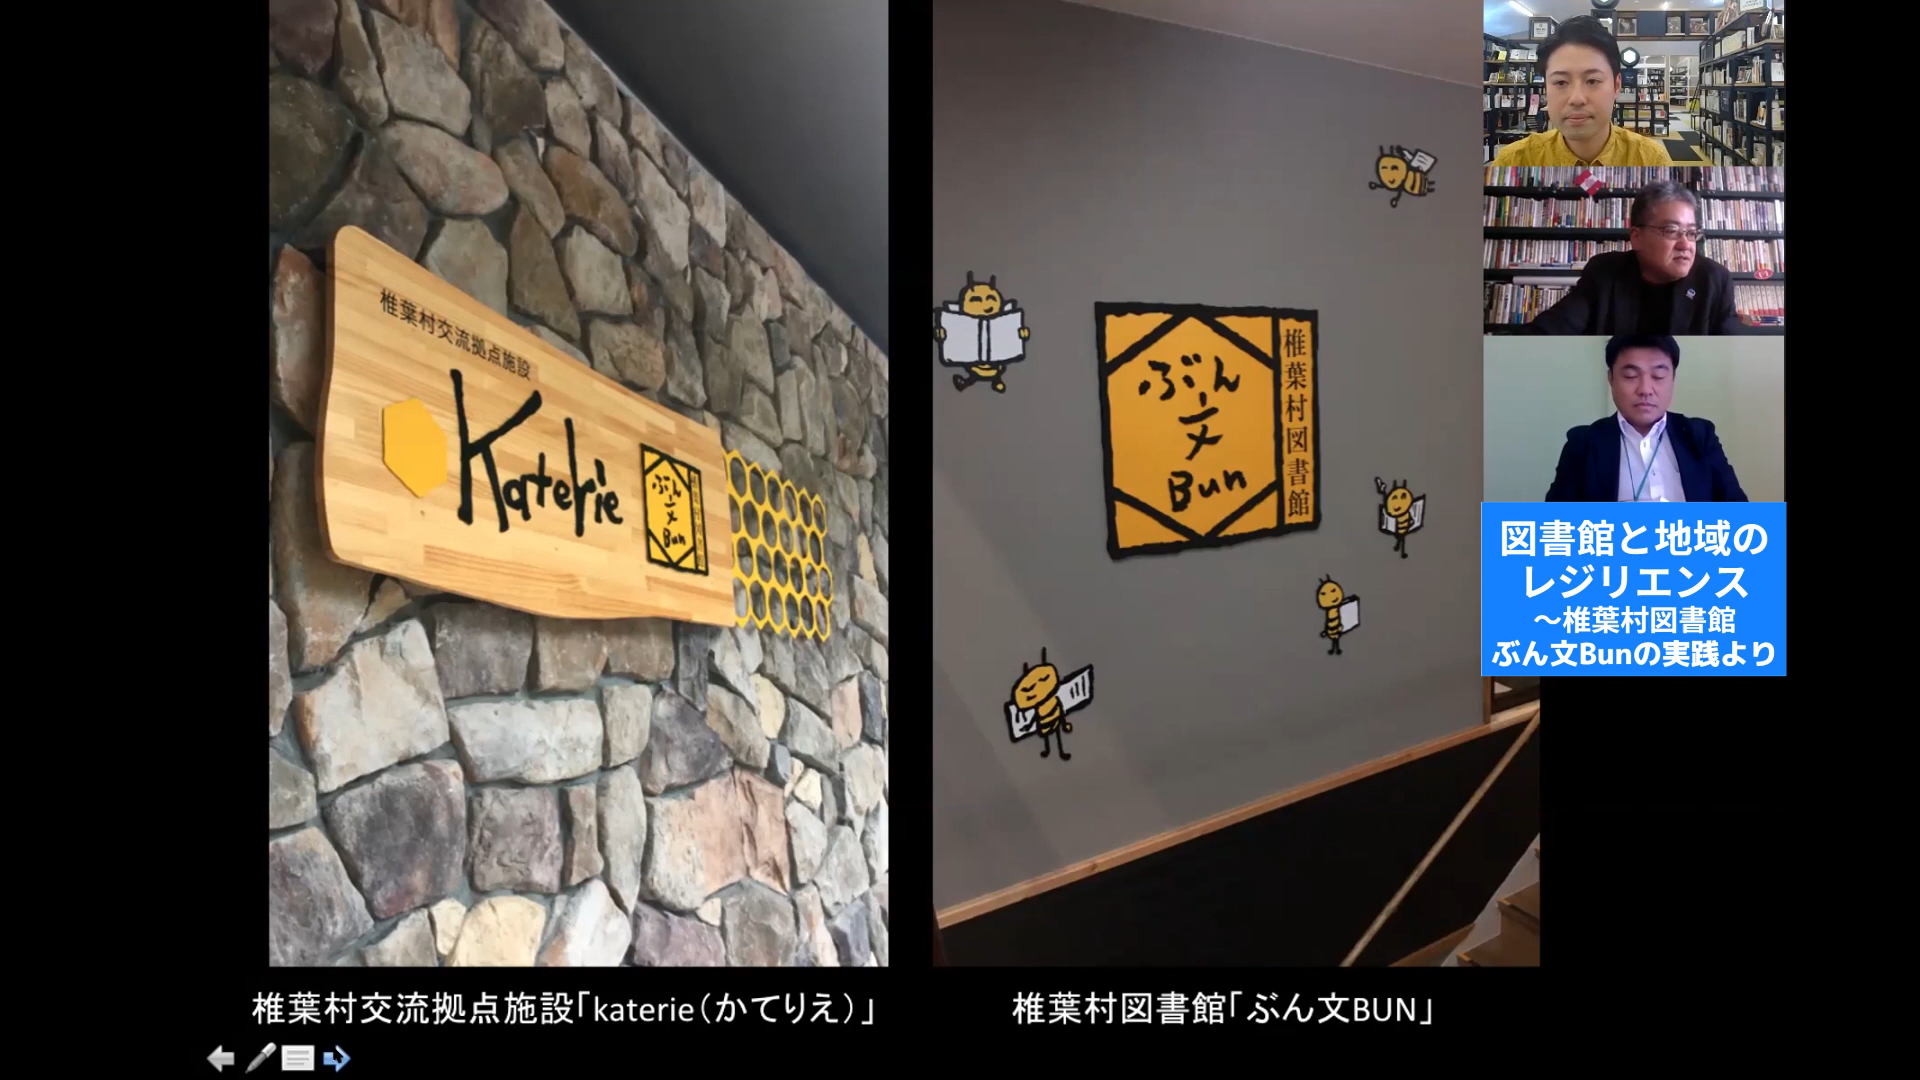 椎葉村交流拠点施設
Katerie
ぶん
文
Bun
ぶん
文
Bun
椎葉村図書館
図書館と地域の
レジリエンス
～椎葉村図書館
ぶん文Bunの実践より
椎葉村交流拠点施設「katerie（かてりえ）」
椎葉村図書館「ぶん文BUN」